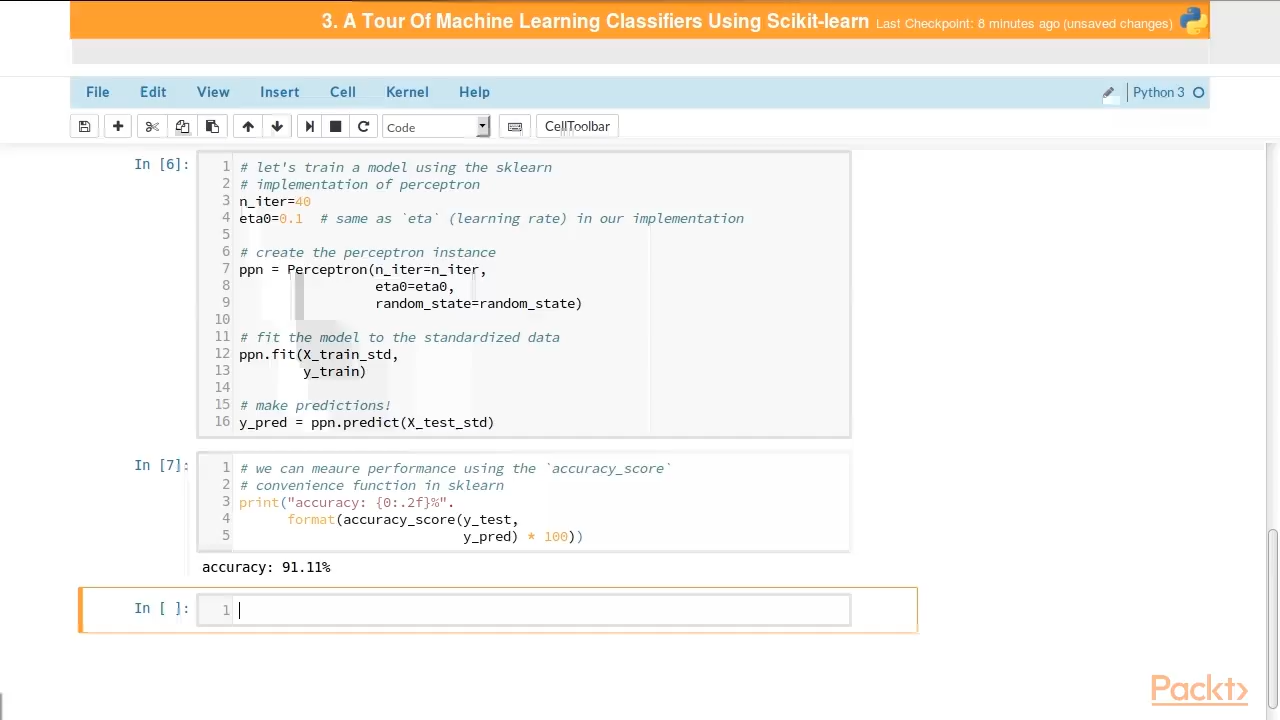 3. A Tour Of Machine Learning Classifiers Using Scikit-learn Last Checkpoint: 8 minutes ago (unsaved changes)
File Edit View Insert Cell Kernel Help Python 3
Code CellToolbar
In [6]:
1 # let's train a model using the sklearn
2 # implementation of perceptron
3 n_iter=40
4 eta0=0.1 # same as `eta` (learning rate) in our implementation
5
6 # create the perceptron instance
7 ppn = Perceptron(n_iter=n_iter,
8 eta0=eta0,
9 random_state=random_state)
10
11 # fit the model to the standardized data
12 ppn.fit(X_train_std,
13 y_train)
14
15 # make predictions!
16 y_pred = ppn.predict(X_test_std)
In [7]:
1 # we can meaure performance using the `accuracy_score`
2 # convenience function in sklearn
3 print("accuracy: {0:.2f}%".
4 format(accuracy_score(y_test,
5 y_pred) * 100))
accuracy: 91.11%
In [ ]:
1
Packt>